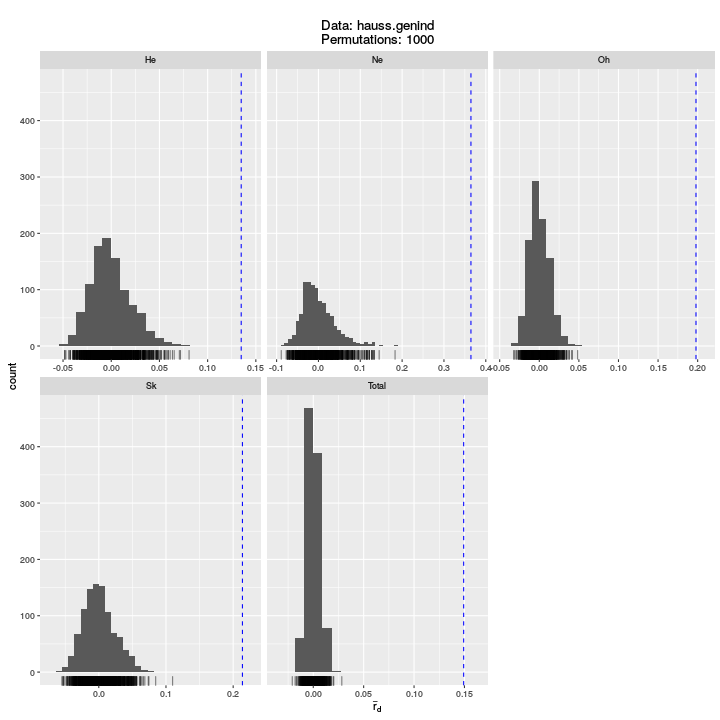 Data: hauss.genind
Permutations: 1000
He
Ne
Oh
400
300
200
100
0
-0.05 0.00 0.05 0.10 0.15
-0.1 0.0 0.1 0.2 0.3 0.4
-0.05 0.00 0.05 0.10 0.15 0.20
count
Sk
Total
400
300
200
100
0
0.0 0.1 0.2
0.00 0.05 0.10 0.15
r̄d